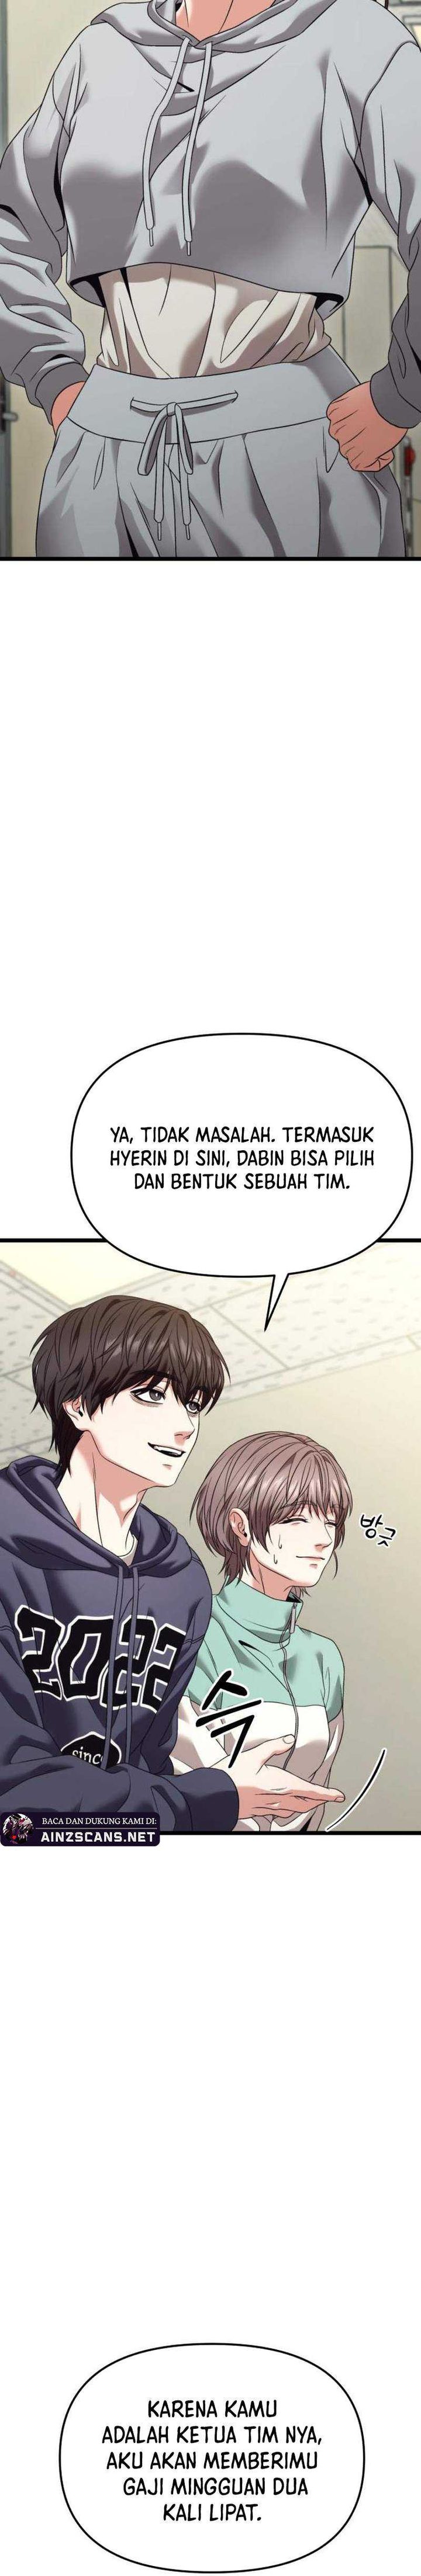 YA, TIDAK MASALAH. TERMASUK
HYERIN DI SINI, DABIN BISA PILIH
DAN BENTUK SEBUAH TIM.
방긋
2022
since
스윽
BACA DAN DUKUNG KAMI DI:
AINZSCANS.NET
KARENA KAMU
ADALAH KETUA TIM NYA,
AKU AKAN MEMBERIMU
GAJI MINGGUAN DUA
KALI LIPAT.